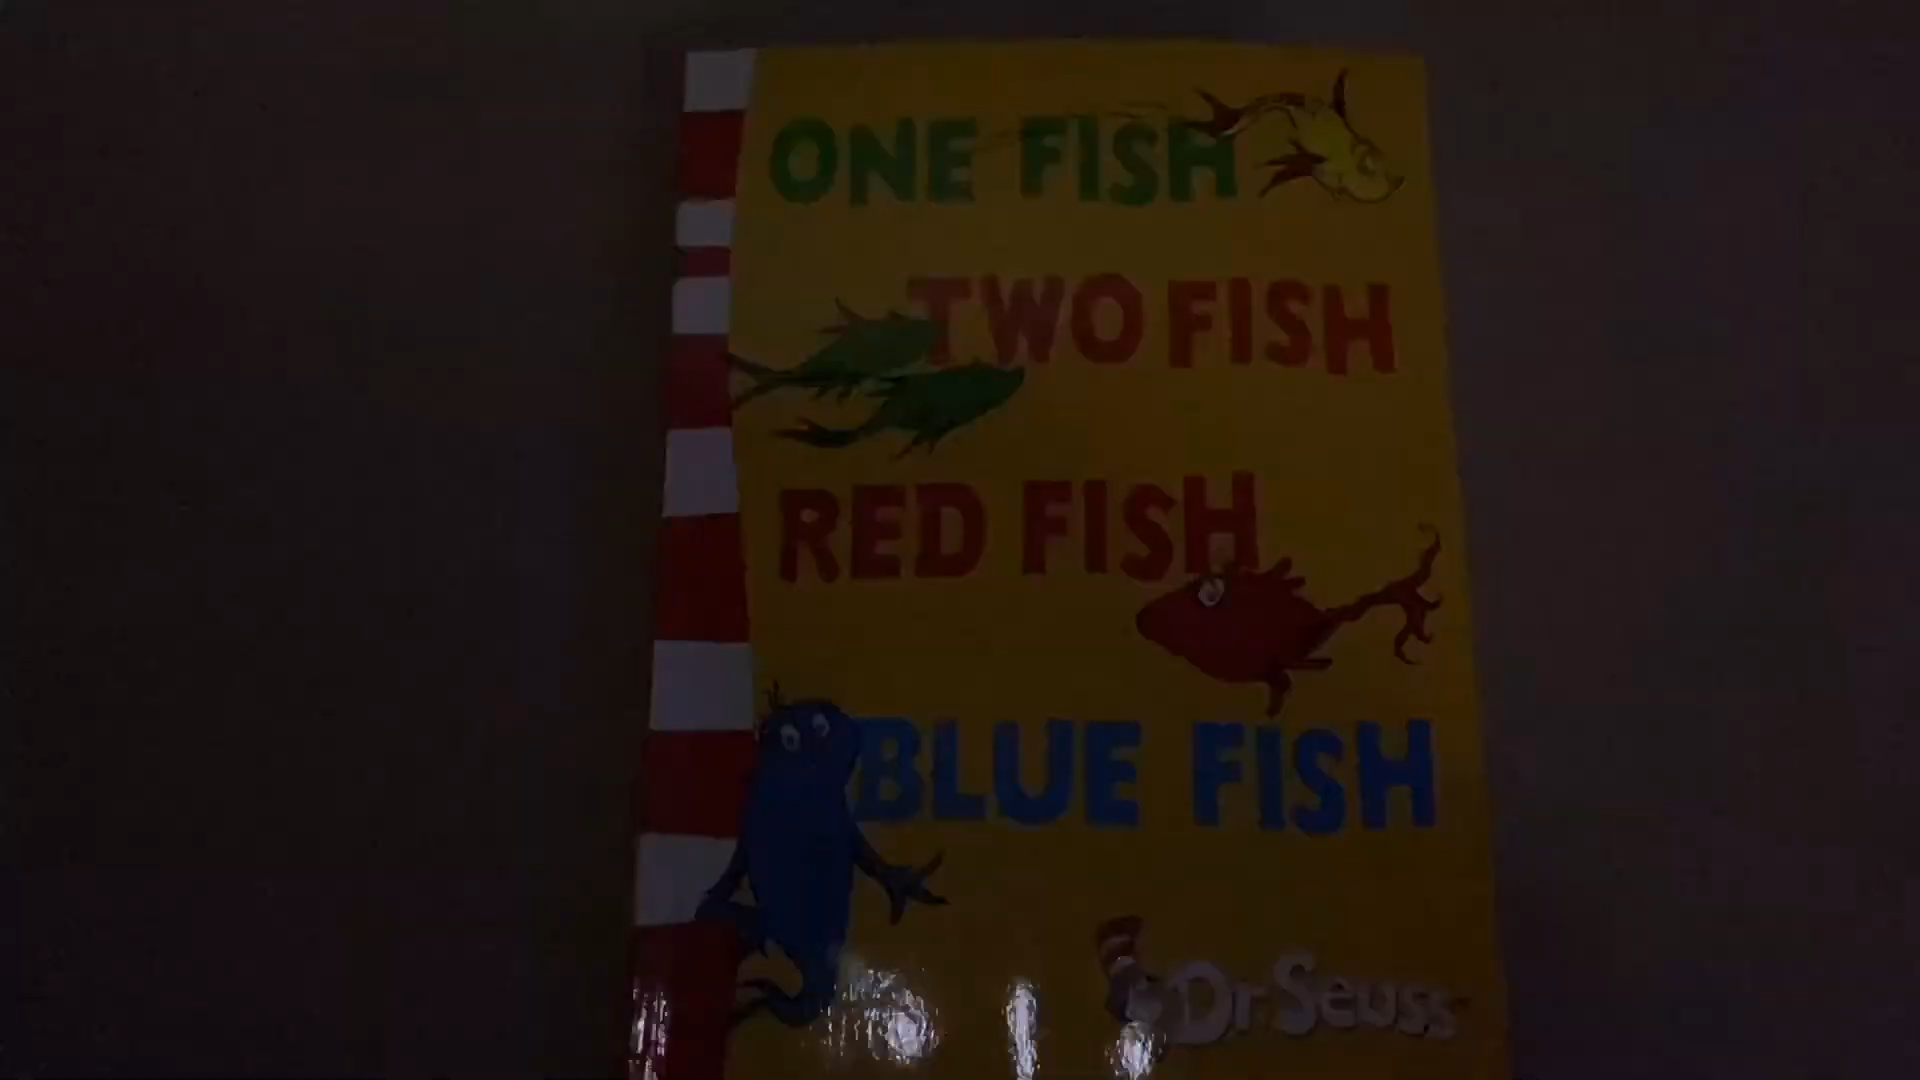 ONE FISH
TWO FISH
RED FISH
BLUE FISH
Dr Seuss